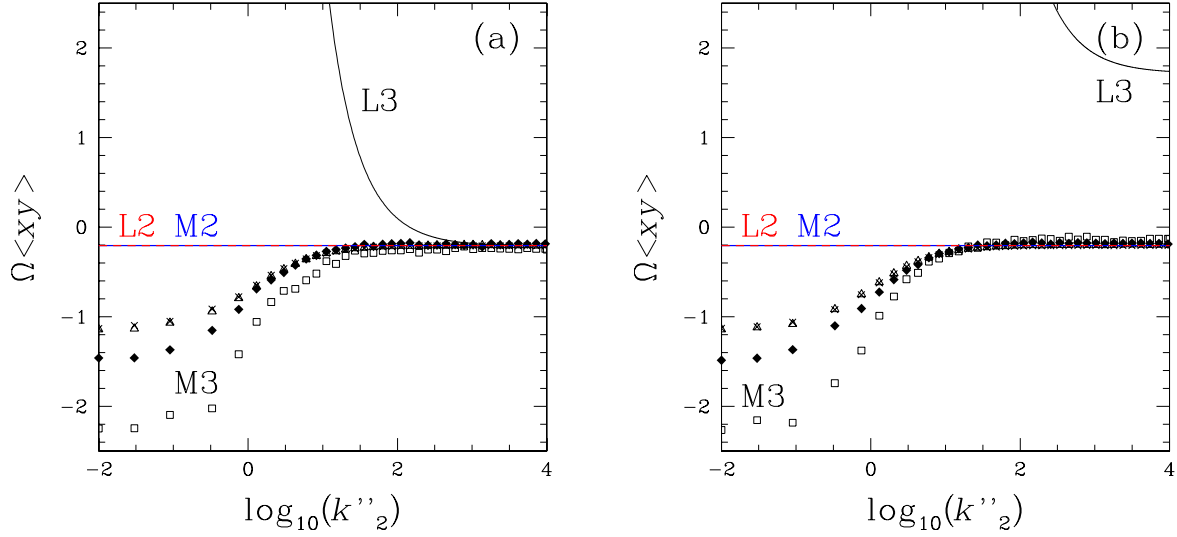 2
(a)
L3
1
Ω<xy>
0
L2 M2
−1
M3
−2
−2 0 2 4
log₁₀(k’’₂)
2
(b)
L3
1
Ω<xy>
0
L2 M2
−1
M3
−2
−2 0 2 4
log₁₀(k’’₂)